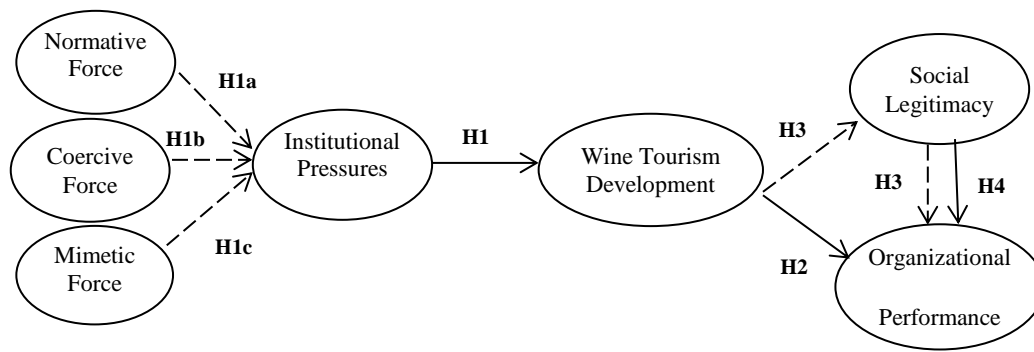 Normative
Force
H1a
Coercive
Force
H1b
Mimetic
Force
H1c
Institutional
Pressures
H1
Wine Tourism
Development
H3
H2
Social
Legitimacy
H3
H4
Organizational
Performance